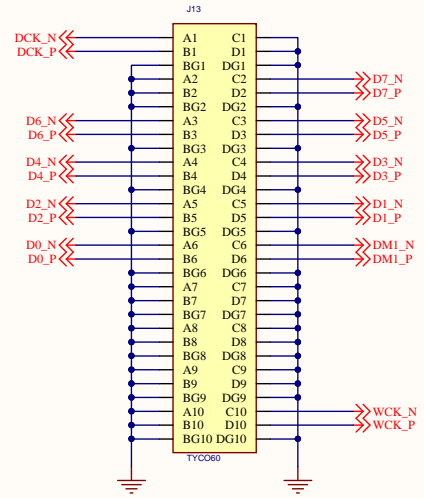 J13
DCK_N A1 C1
DCK_P B1 D1
BG1 DG1
A2 C2 D7_N
B2 D2 D7_P
BG2 DG2
D6_N A3 C3 D5_N
D6_P B3 D3 D5_P
BG3 DG3
D4_N A4 C4 D3_N
D4_P B4 D4 D3_P
BG4 DG4
D2_N A5 C5 D1_N
D2_P B5 D5 D1_P
BG5 DG5
D0_N A6 C6 DM1_N
D0_P B6 D6 DM1_P
BG6 DG6
A7 C7
B7 D7
BG7 DG7
A8 C8
B8 D8
BG8 DG8
A9 C9
B9 D9
BG9 DG9
A10 C10 WCK_N
B10 D10 WCK_P
BG10 DG10
TYCO60